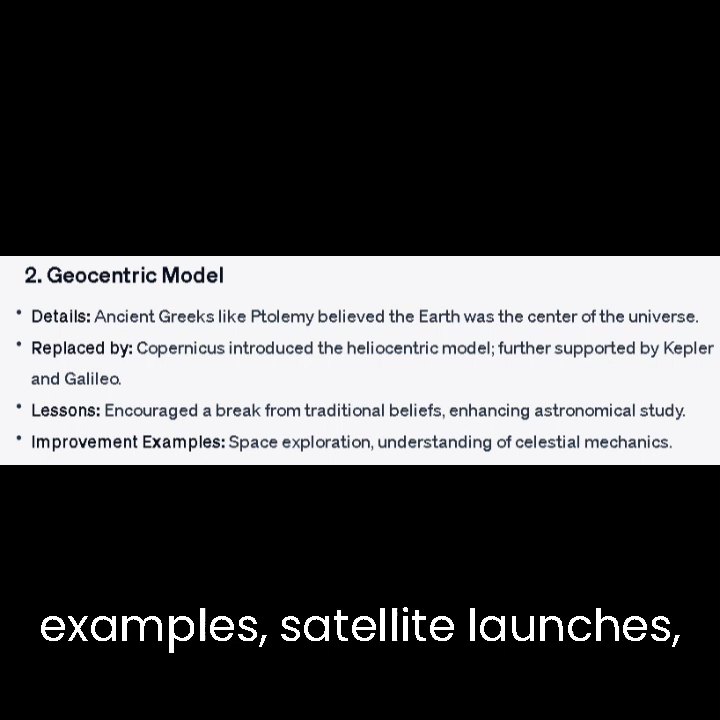 2. Geocentric Model
• Details: Ancient Greeks like Ptolemy believed the Earth was the center of the universe.
• Replaced by: Copernicus introduced the heliocentric model; further supported by Kepler
and Galileo.
• Lessons: Encouraged a break from traditional beliefs, enhancing astronomical study.
• Improvement Examples: Space exploration, understanding of celestial mechanics.
examples, satellite launches,